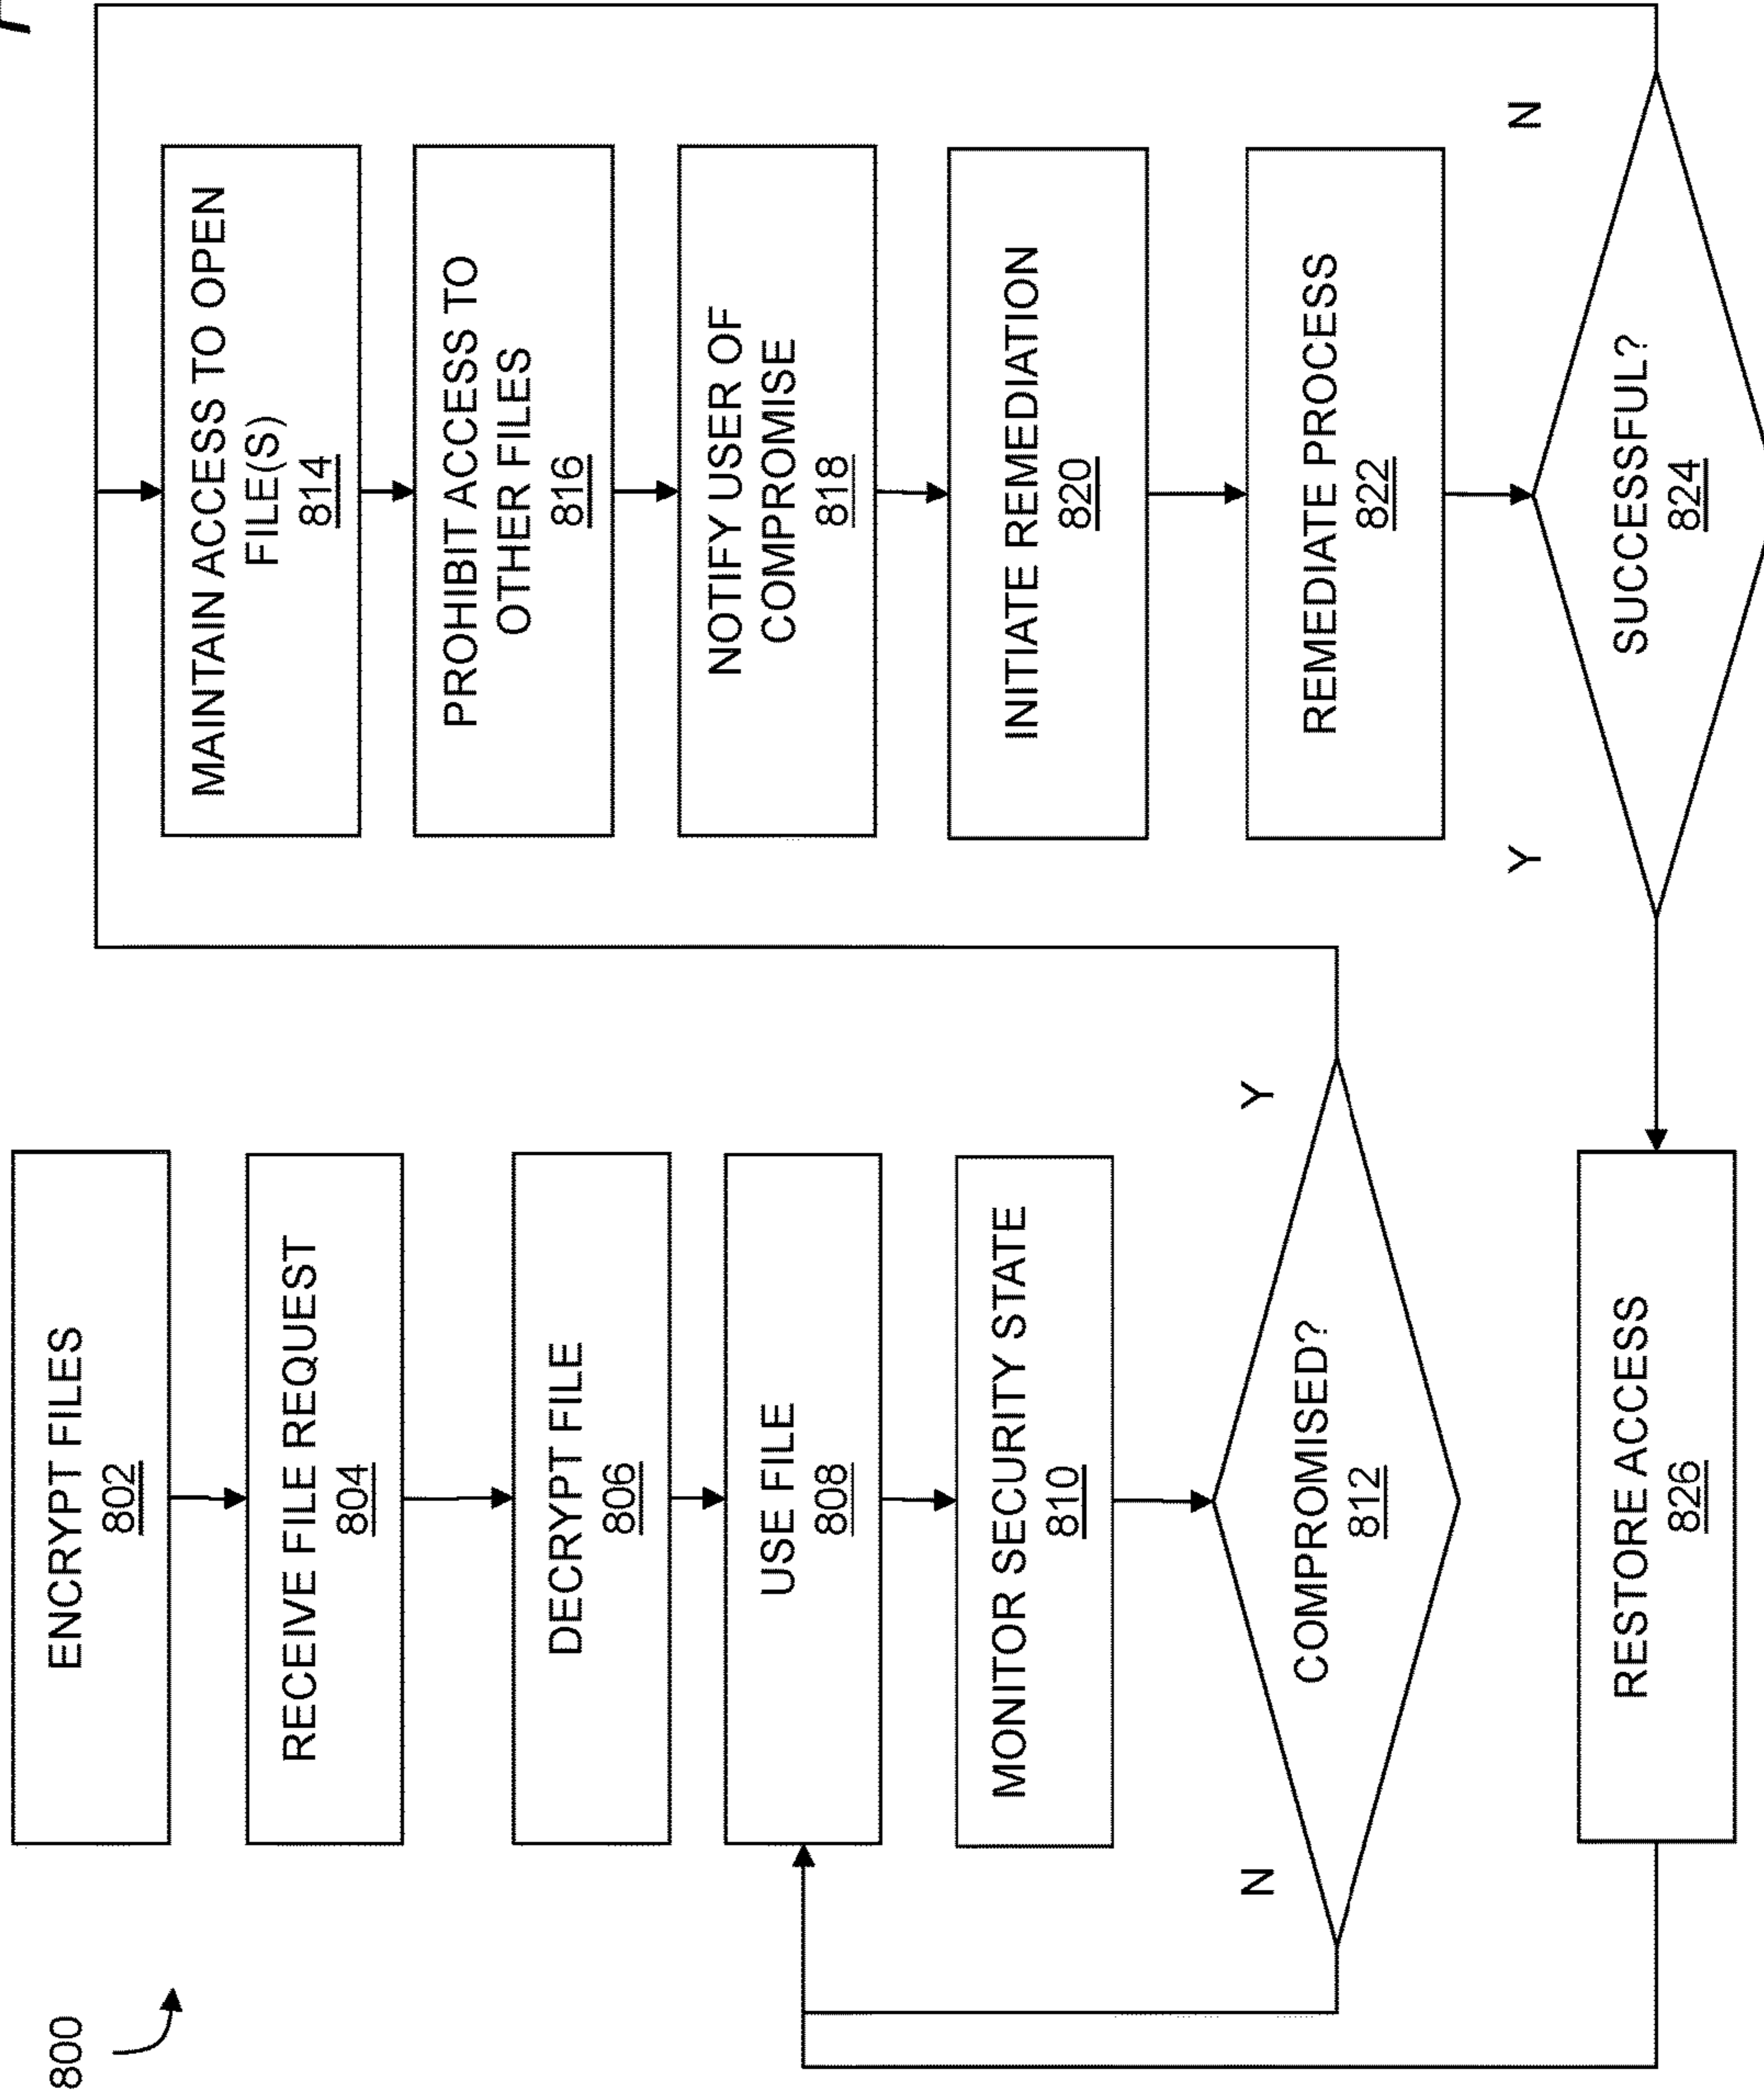 800
ENCRYPT FILES
802
RECEIVE FILE REQUEST
804
DECRYPT FILE
806
USE FILE
808
MONITOR SECURITY STATE
810
N
Y
COMPROMISED?
812
MAINTAIN ACCESS TO OPEN
FILE(S)
814
PROHIBIT ACCESS TO
OTHER FILES
816
NOTIFY USER OF
COMPROMISE
818
INITIATE REMEDIATION
820
REMEDIATE PROCESS
822
Y
N
SUCCESSFUL?
824
RESTORE ACCESS
826